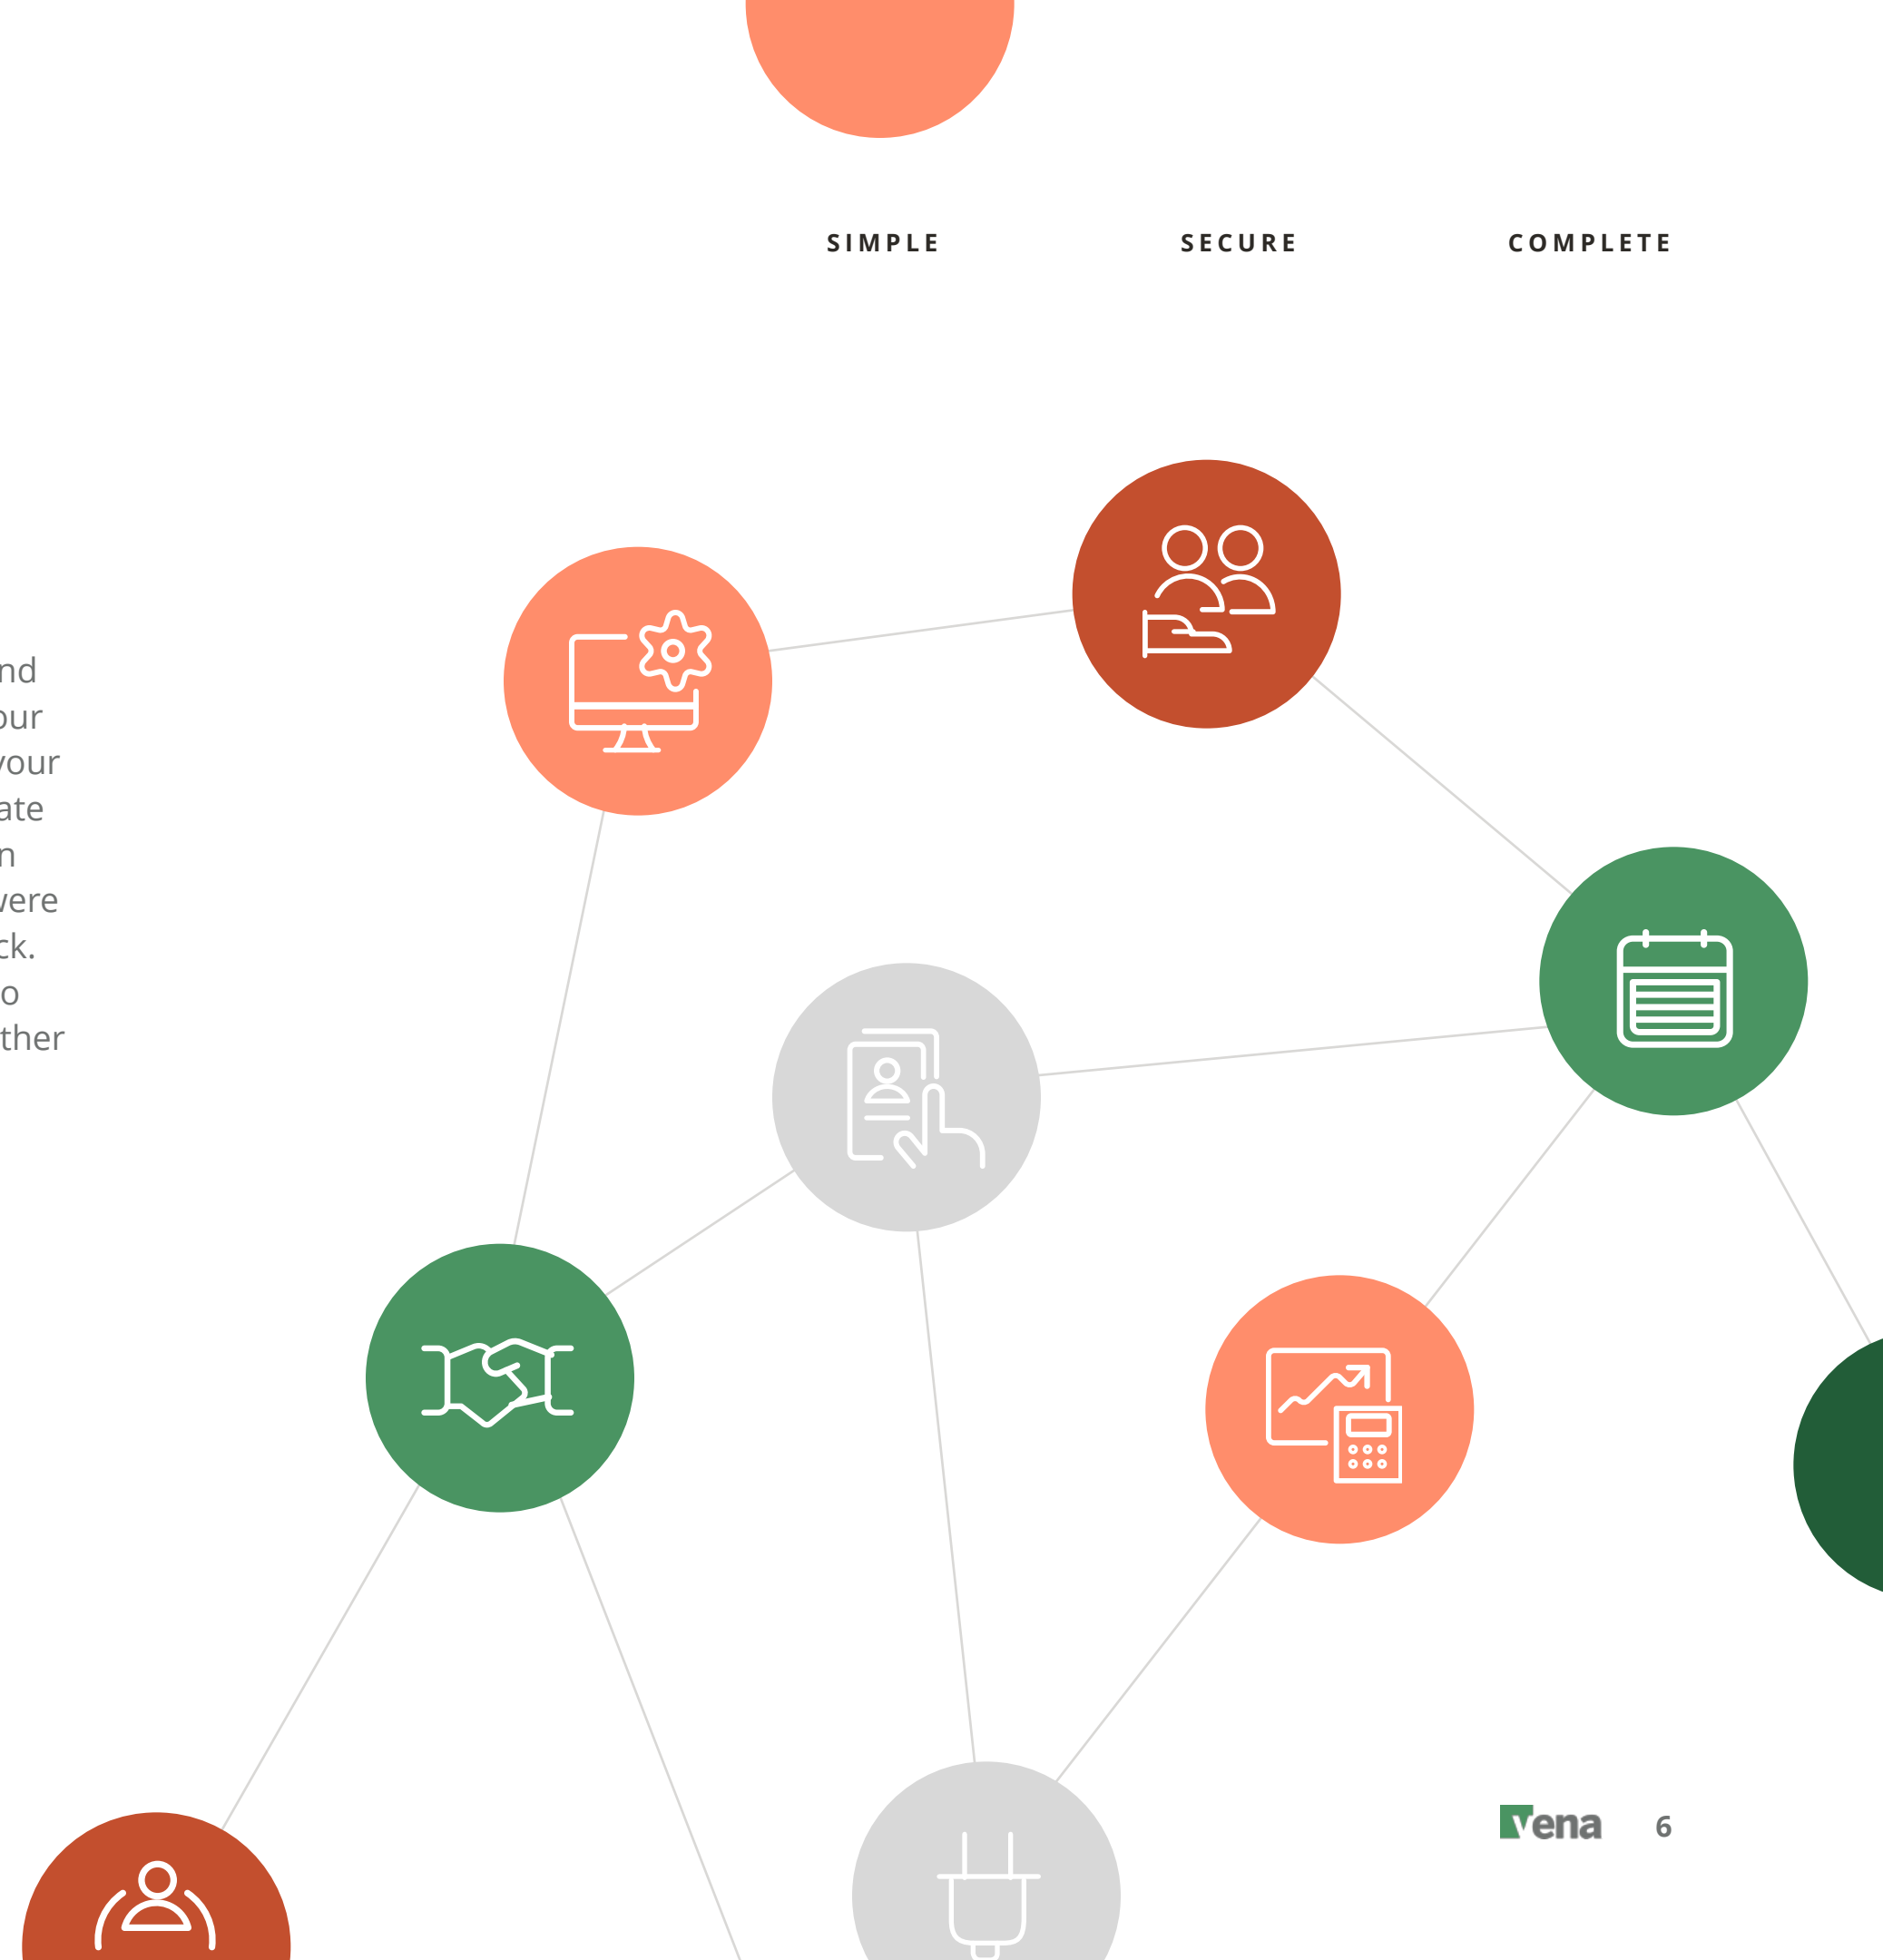 SIMPLE SECURE COMPLETE
nd
our
your
ate
n
were
ck.
o
ther
vena 6